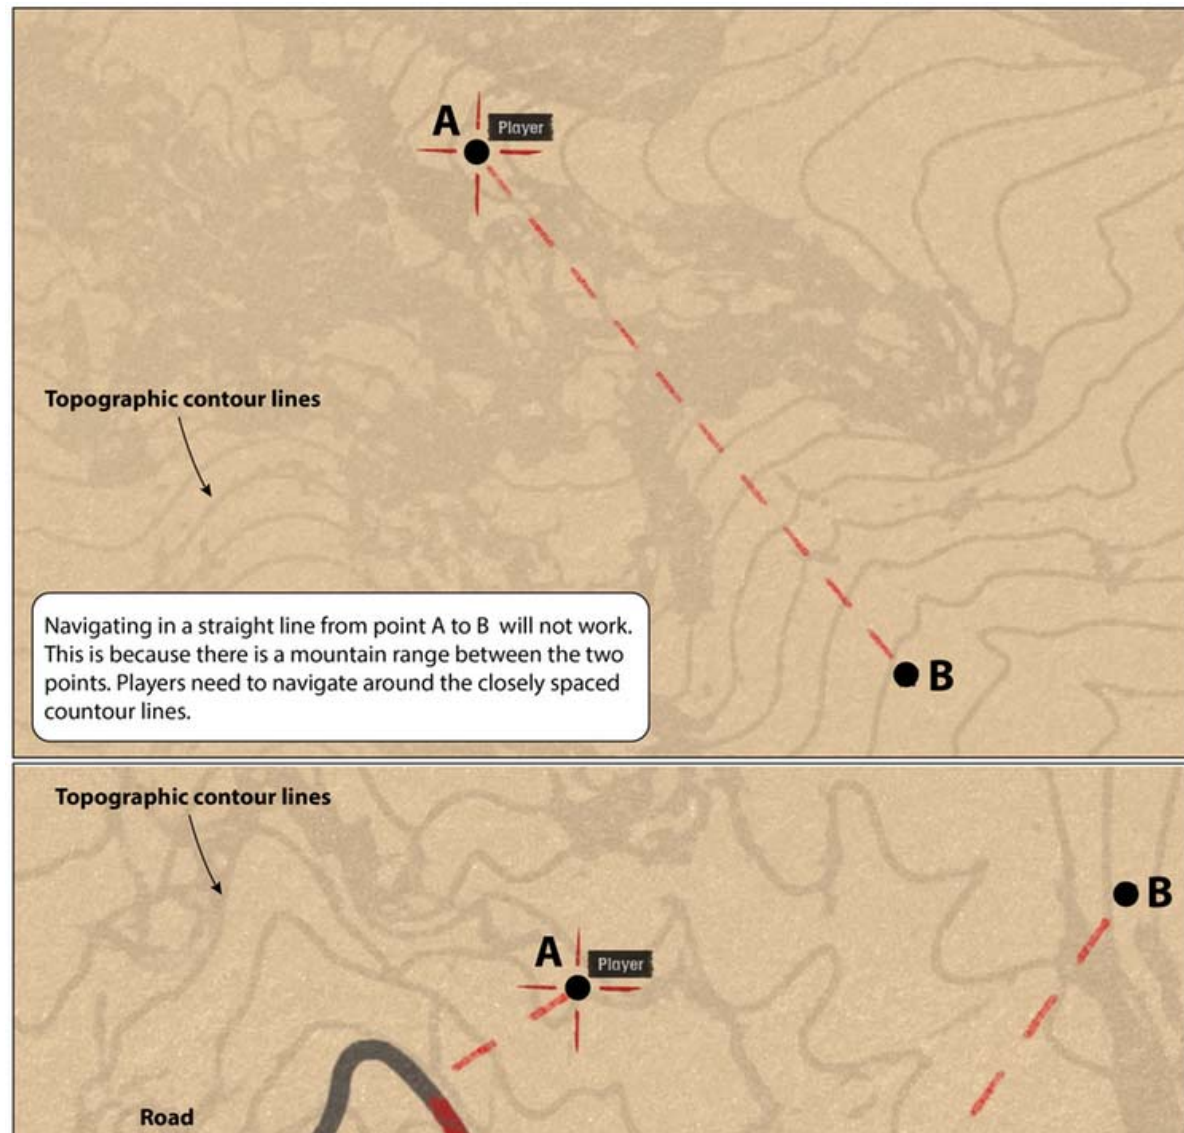 A
Player
Topographic contour lines
Navigating in a straight line from point A to B will not work.
This is because there is a mountain range between the two
points. Players need to navigate around the closely spaced
countour lines.
B
Topographic contour lines
B
A
Player
Road